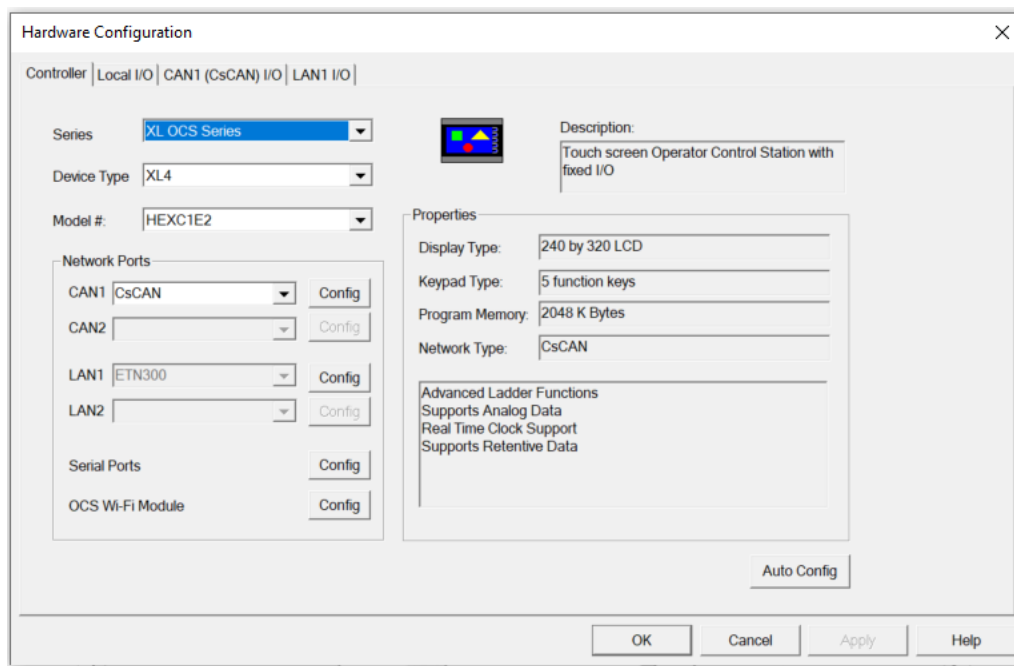 Hardware Configuration
Controller
Local I/O
CAN1 (CsCAN) I/O
LAN1 I/O
Series
XL OCS Series
Device Type
XL4
Model #:
HEXC1E2
Description:
Touch screen Operator Control Station with
fixed I/O
Network Ports
CAN1
CsCAN
Config
CAN2
Config
LAN1
ETN300
Config
LAN2
Config
Serial Ports
Config
OCS Wi-Fi Module
Config
Properties
Display Type:
240 by 320 LCD
Keypad Type:
5 function keys
Program Memory:
2048 K Bytes
Network Type:
CsCAN
Advanced Ladder Functions
Supports Analog Data
Real Time Clock Support
Supports Retentive Data
Auto Config
OK
Cancel
Apply
Help